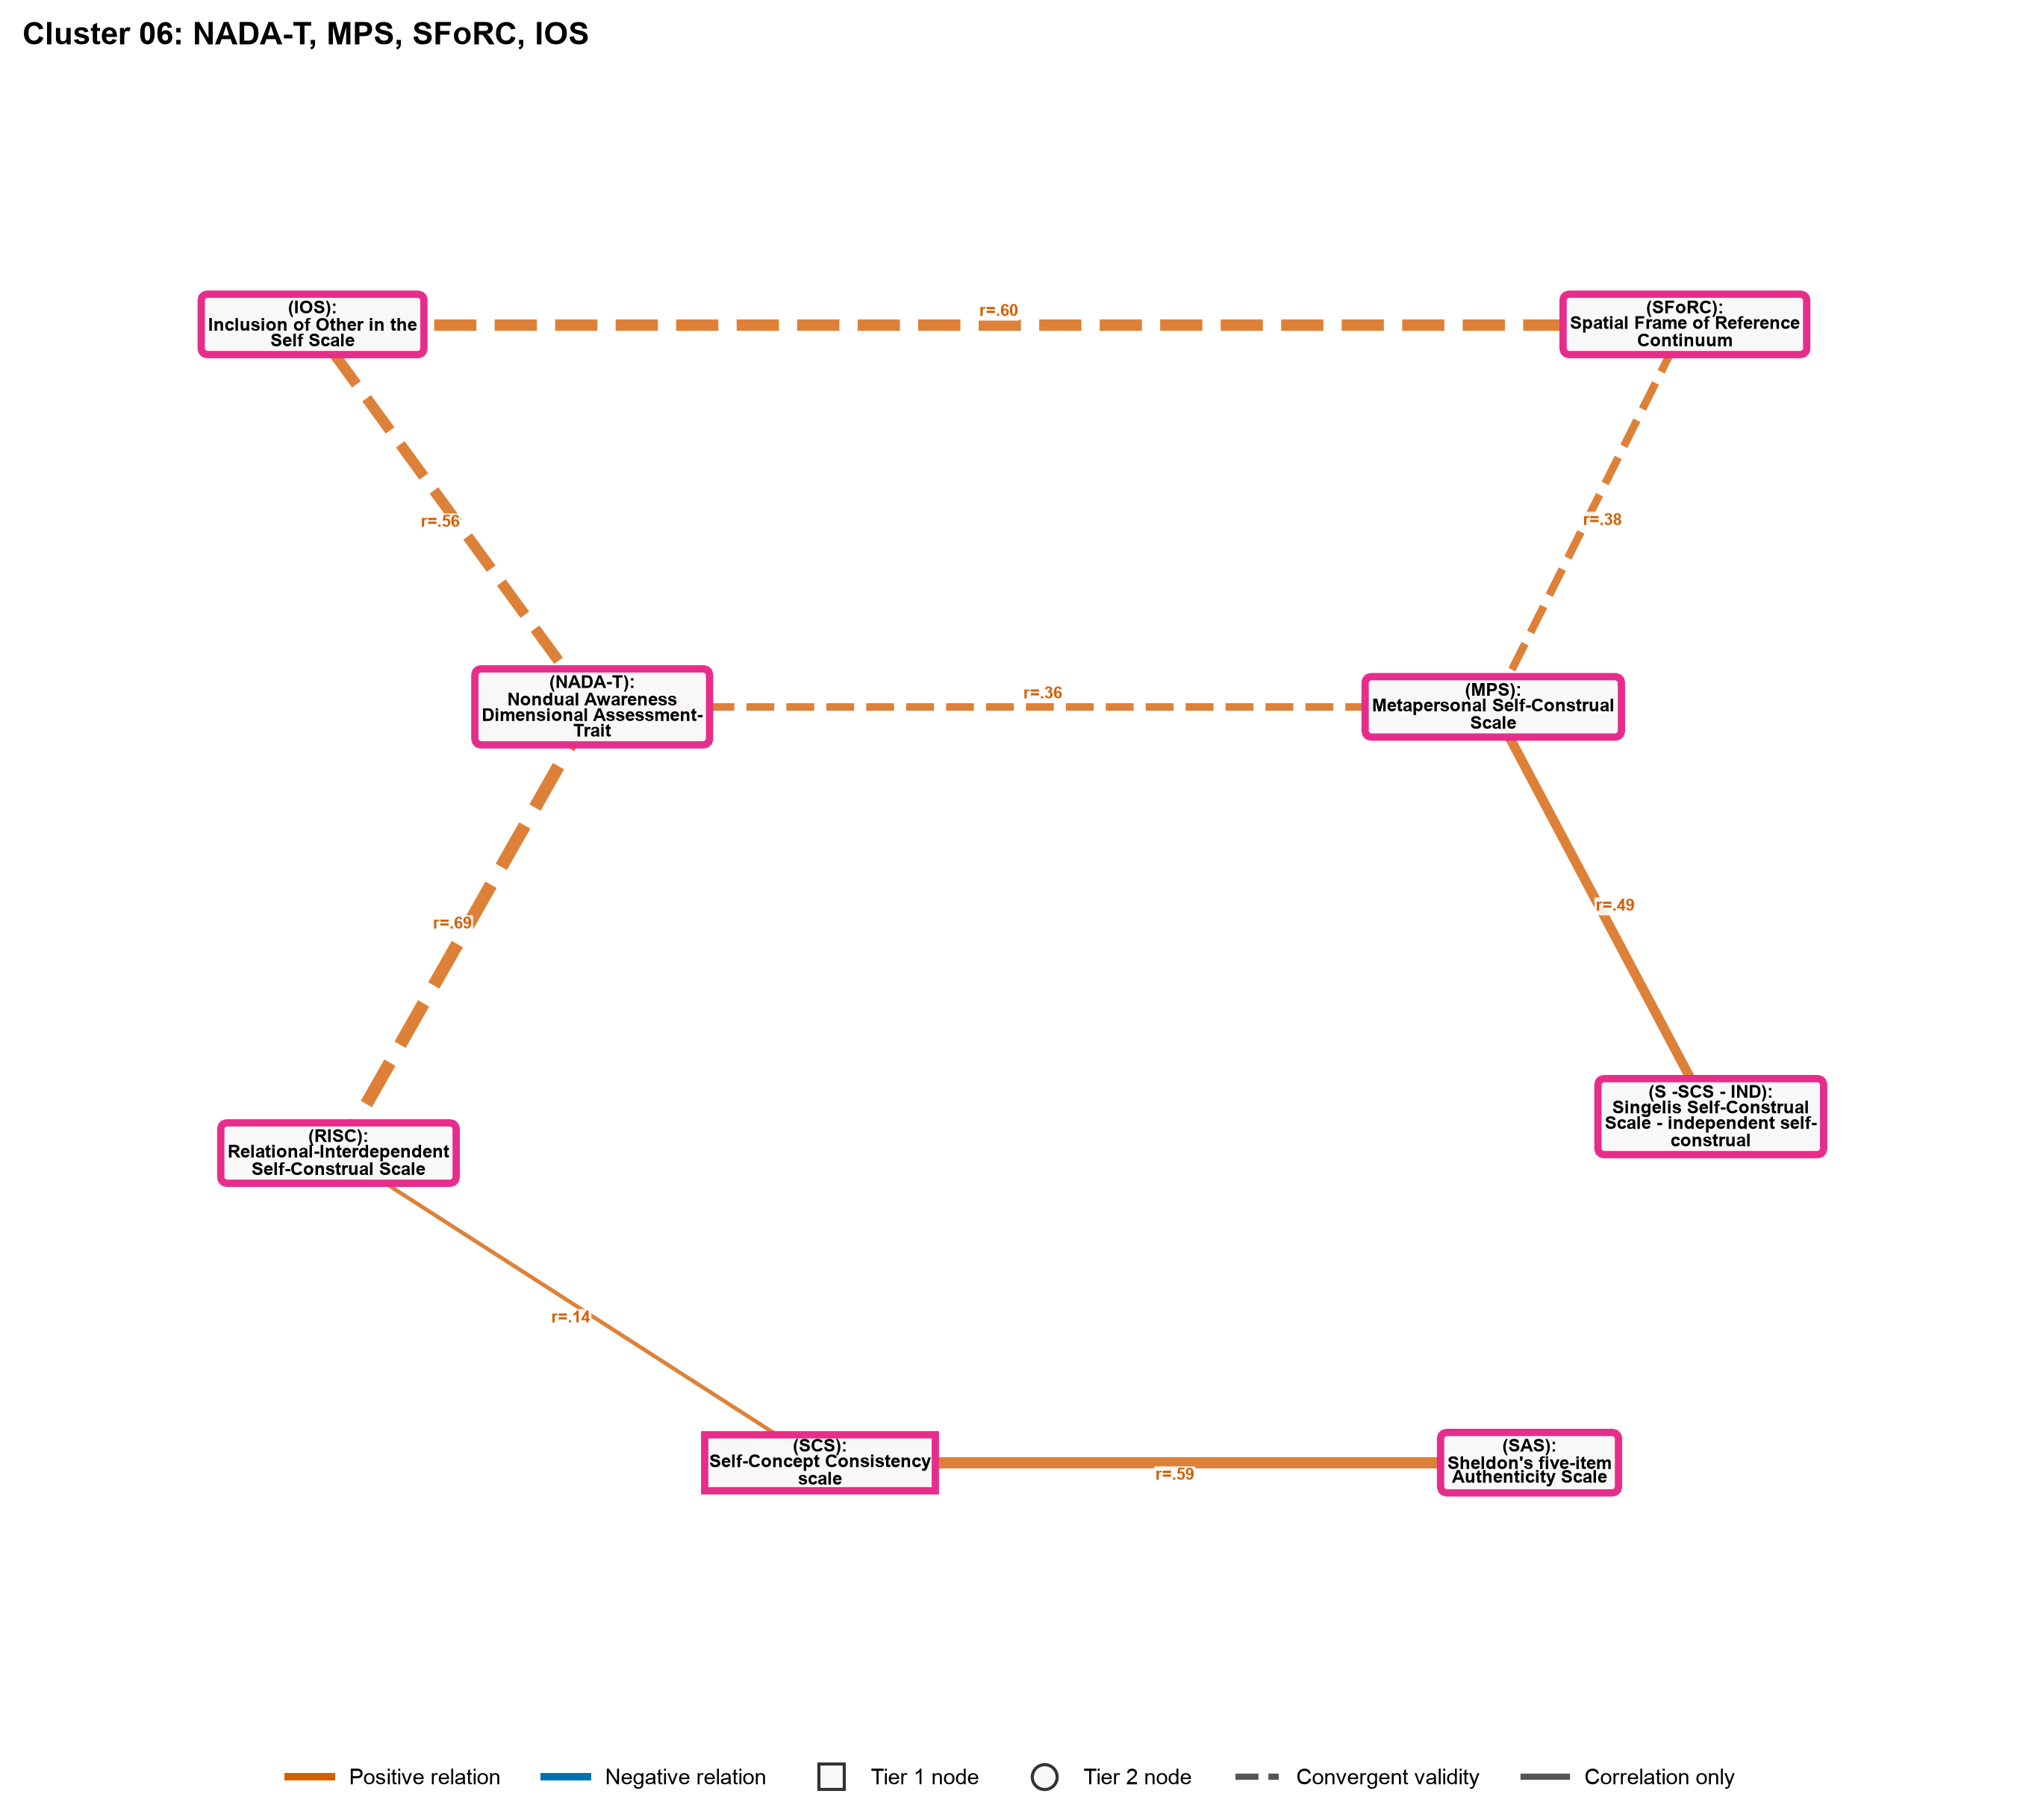 Cluster 06: NADA-T, MPS, SFoRC, IOS
(IOS):
Inclusion of Other in the
Self Scale
r=.60
(SFoRC):
Spatial Frame of Reference
Continuum
r=.56
r=.38
(NADA-T):
Nondual Awareness
Dimensional Assessment-
Trait
r=.36
(MPS):
Metapersonal Self-Construal
Scale
r=.69
r=.49
(RISC):
Relational-Interdependent
Self-Construal Scale
(S -SCS - IND):
Singelis Self-Construal
Scale - independent self-
construal
r=.14
(SCS):
Self-Concept Consistency
scale
r=.59
(SAS):
Sheldon's five-item
Authenticity Scale
Positive relation
Negative relation
Tier 1 node
Tier 2 node
Convergent validity
Correlation only